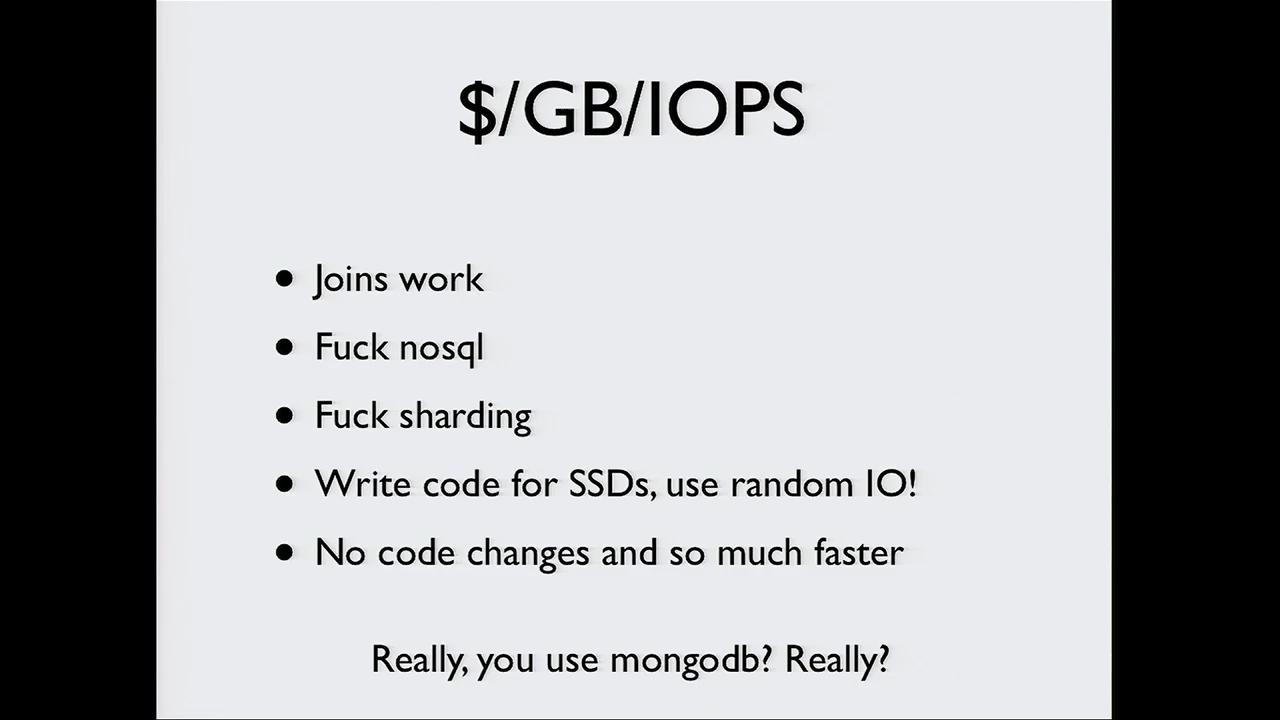 $/GB/IOPS
• Joins work
• Fuck nosql
• Fuck sharding
• Write code for SSDs, use random IO!
• No code changes and so much faster
Really, you use mongodb? Really?